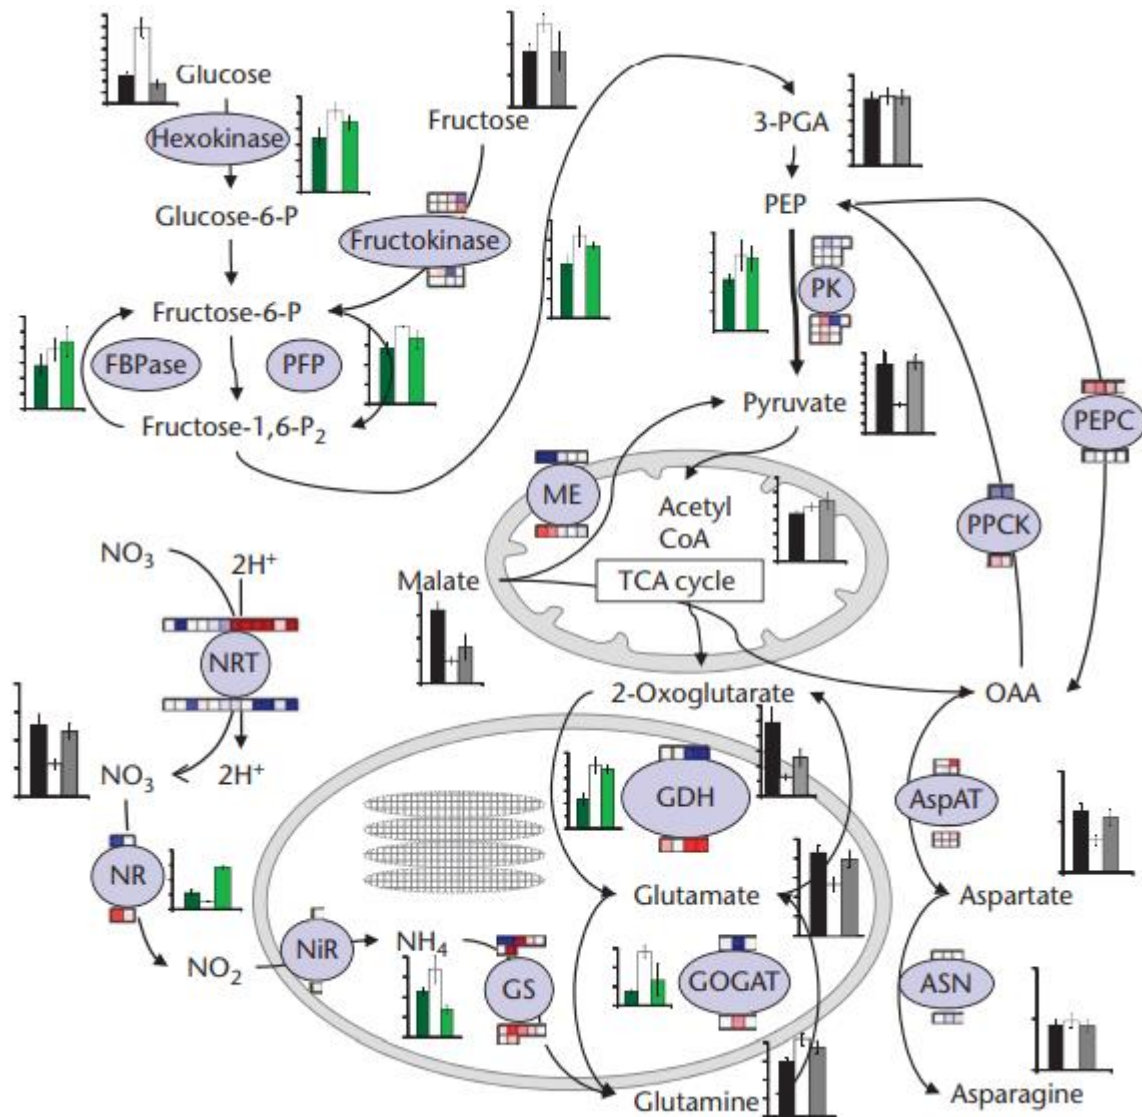 Glucose
Hexokinase
Glucose-6-P
Fructose
Fructokinase
Fructose-6-P
FBPase
PFP
Fructose-1,6-P₂
3-PGA
PEP
PK
Pyruvate
PEPC
PPCK
ME
Acetyl
CoA
TCA cycle
Malate
NO₃
2H⁺
NRT
NO₃
2H⁺
2-Oxoglutarate
OAA
GDH
AspAT
NR
Glutamate
Aspartate
NO₂
NiR
NH₄
GS
GOGAT
ASN
Glutamine
Asparagine